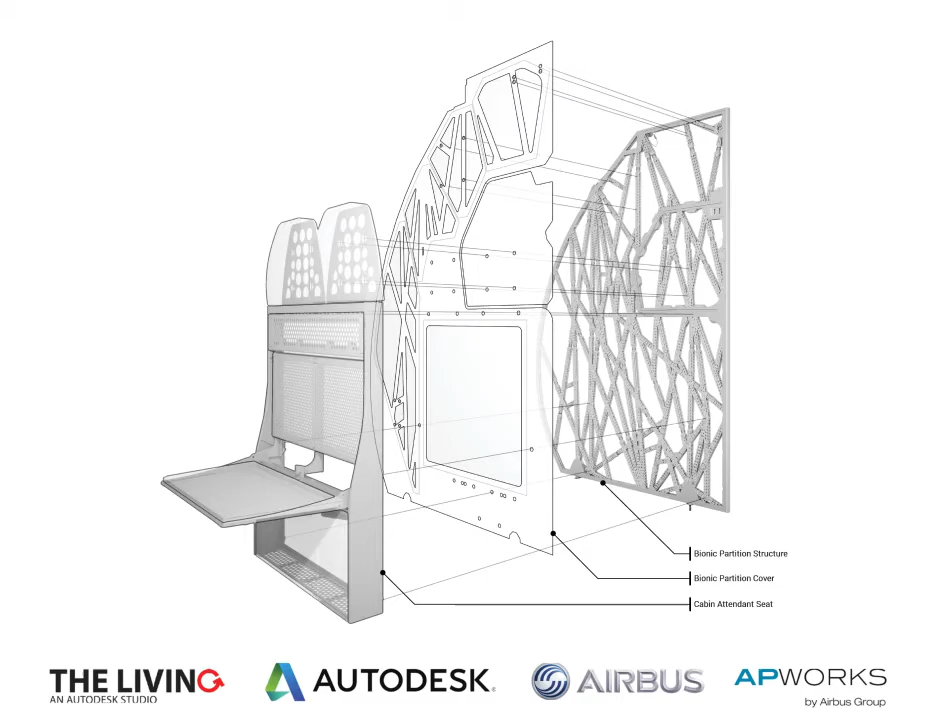 Bionic Partition Structure
Bionic Partition Cover
Cabin Attendant Seat
THE LIVING
AN AUTODESK STUDIO
AUTODESK®
AIRBUS
APWORKS
by Airbus Group